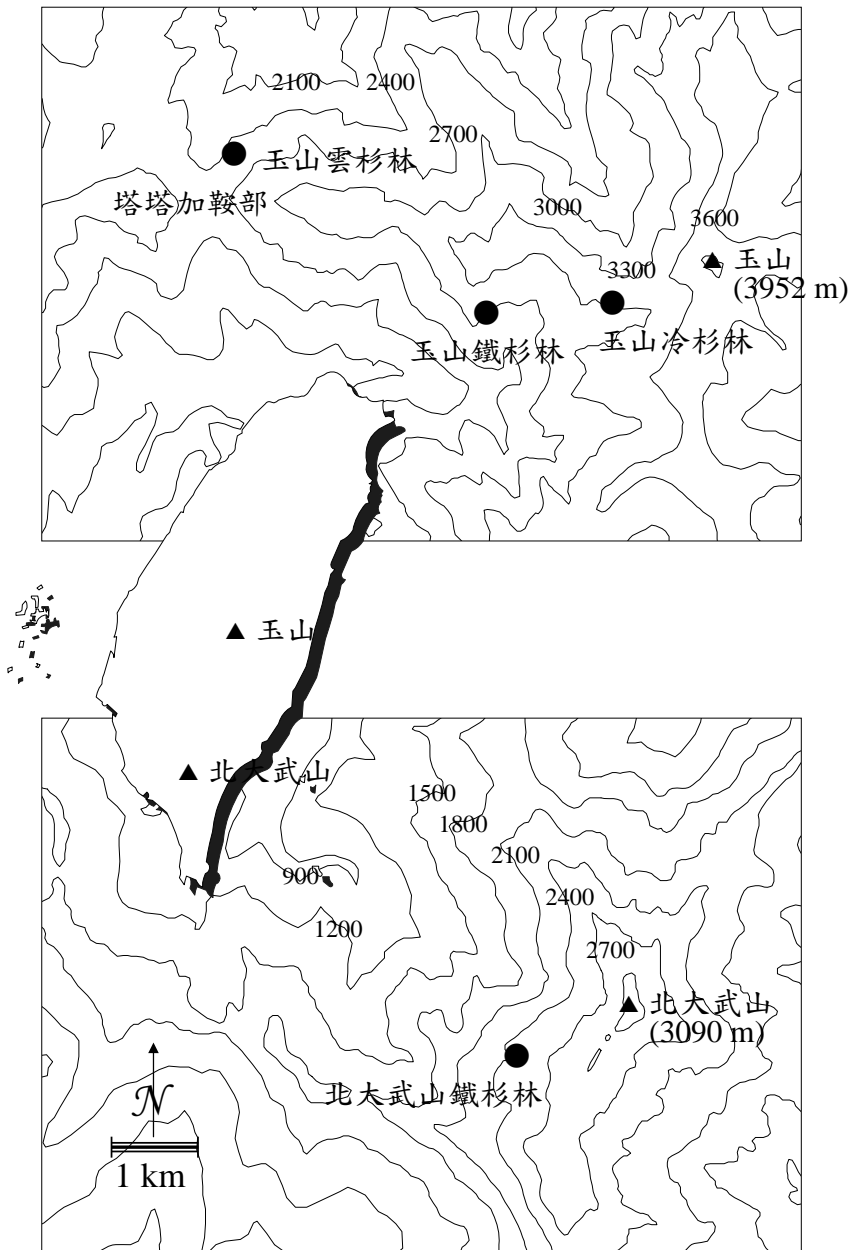 2100
2400
2700
玉山雲杉林
塔塔加鞍部
3000
3600
玉山
(3952 m)
3300
玉山鐵杉林
玉山冷杉林
玉山
北大武山
1500
1800
2100
900
2400
1200
2700
北大武山
(3090 m)
北大武山鐵杉林
N
1 km